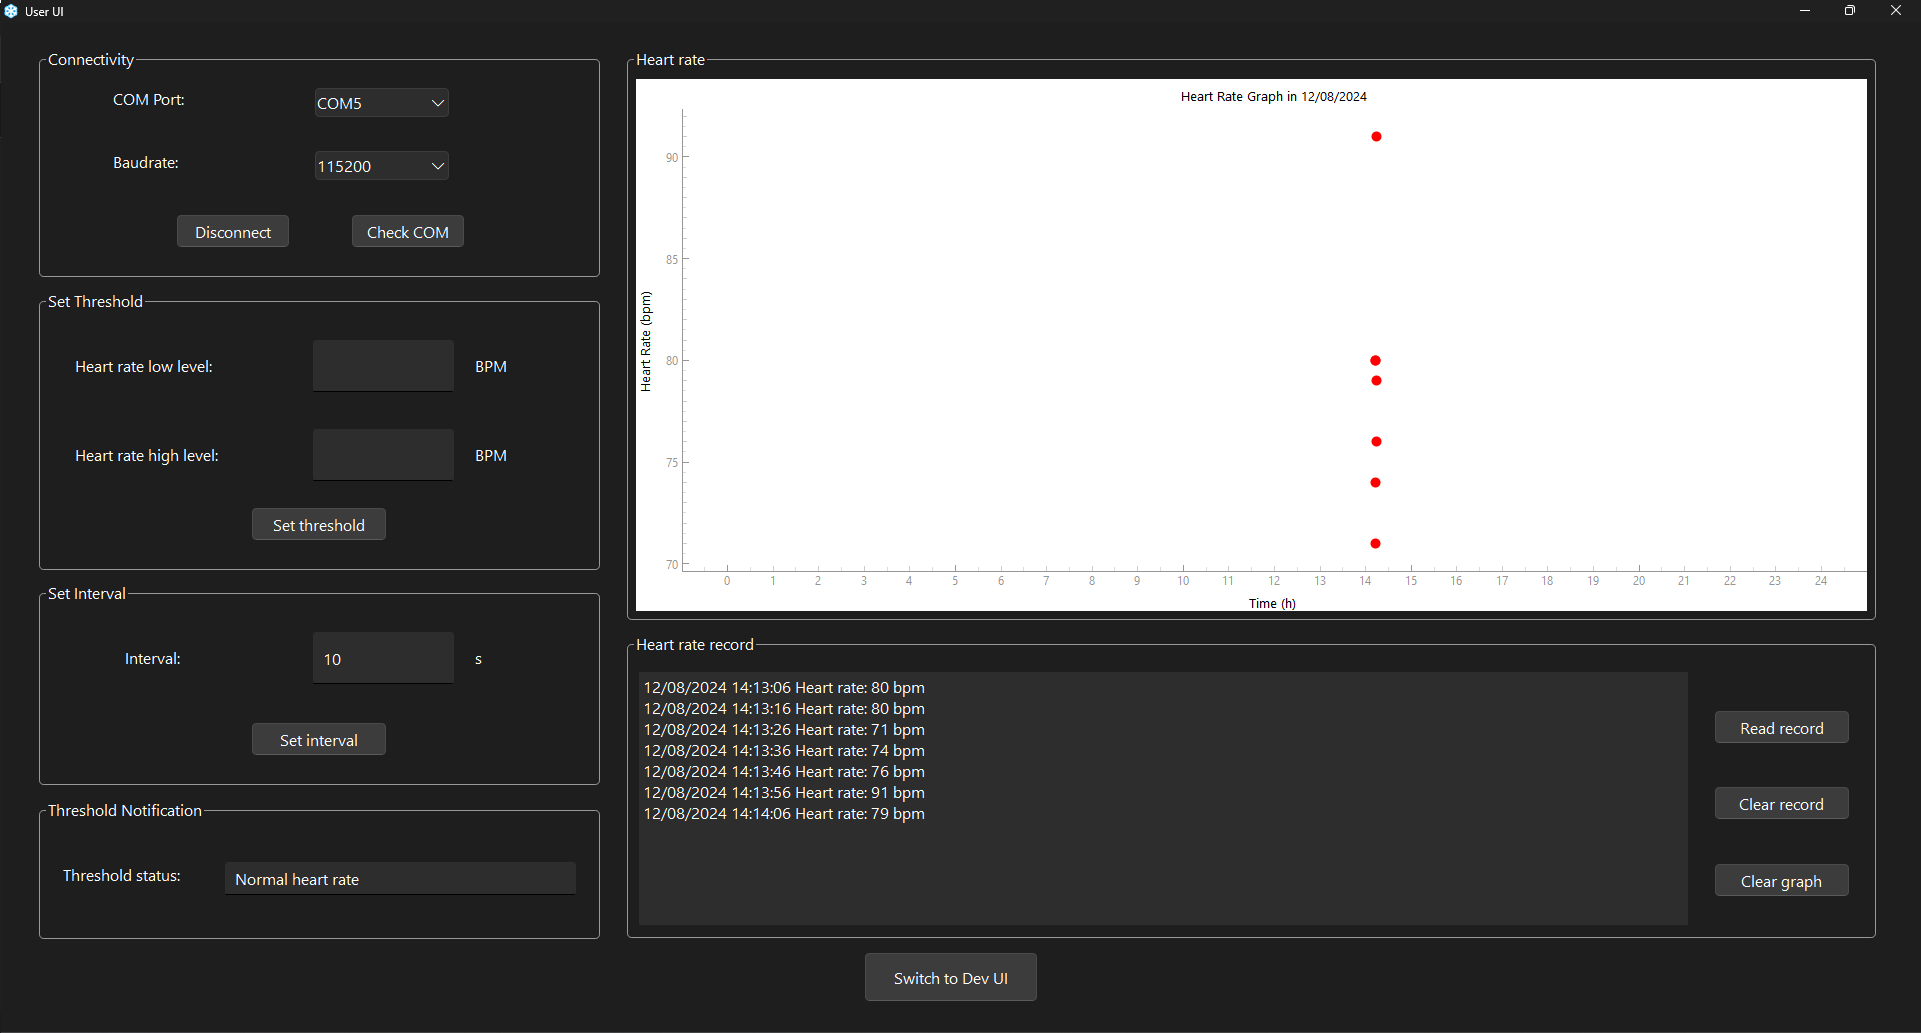 User UI
Connectivity
COM Port:
COM5
Baudrate:
115200
Disconnect
Check COM
Set Threshold
Heart rate low level:
BPM
Heart rate high level:
BPM
Set threshold
Set Interval
Interval:
10
s
Set interval
Threshold Notification
Threshold status:
Normal heart rate
Heart rate
Heart Rate Graph in 12/08/2024
Heart Rate (bpm)
90
85
80
75
70
0 1 2 3 4 5 6 7 8 9 10 11 12 13 14 15 16 17 18 19 20 21 22 23 24
Time (h)
Heart rate record
12/08/2024 14:13:06 Heart rate: 80 bpm
12/08/2024 14:13:16 Heart rate: 80 bpm
12/08/2024 14:13:26 Heart rate: 71 bpm
12/08/2024 14:13:36 Heart rate: 74 bpm
12/08/2024 14:13:46 Heart rate: 76 bpm
12/08/2024 14:13:56 Heart rate: 91 bpm
12/08/2024 14:14:06 Heart rate: 79 bpm
Read record
Clear record
Clear graph
Switch to Dev UI